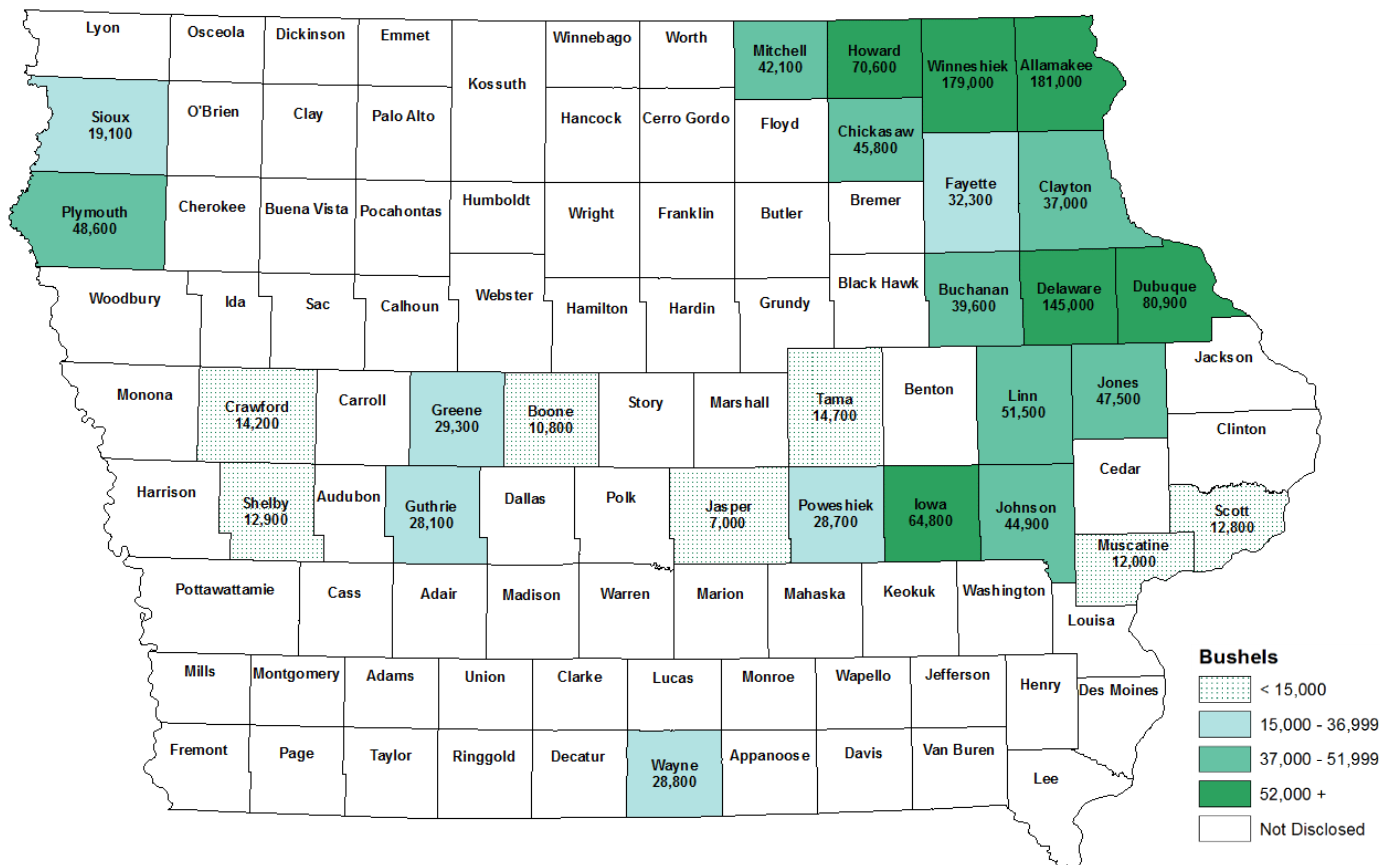 Lyon
Osceola
Dickinson
Emmet
Kossuth
Winnebago
Worth
Mitchell
42,100
Howard
70,600
Winneshiek
179,000
Allamakee
181,000
Sioux
19,100
O'Brien
Clay
Palo Alto
Hancock
Cerro Gordo
Floyd
Chickasaw
45,800
Fayette
32,300
Clayton
37,000
Plymouth
48,600
Cherokee
Buena Vista
Pocahontas
Humboldt
Wright
Franklin
Butler
Bremer
Woodbury
Ida
Sac
Calhoun
Webster
Hamilton
Hardin
Grundy
Black Hawk
Buchanan
39,600
Delaware
145,000
Dubuque
80,900
Jackson
Monona
Crawford
14,200
Carroll
Greene
29,300
Boone
10,800
Story
Marshall
Tama
14,700
Benton
Linn
51,500
Jones
47,500
Clinton
Cedar
Harrison
Shelby
12,900
Audubon
Guthrie
28,100
Dallas
Polk
Jasper
7,000
Poweshiek
28,700
Iowa
64,800
Johnson
44,900
Scott
12,800
Muscatine
12,000
Pottawattamie
Cass
Adair
Madison
Warren
Marion
Mahaska
Keokuk
Washington
Louisa
Mills
Montgomery
Adams
Union
Clarke
Lucas
Monroe
Wapello
Jefferson
Henry
Des Moines
Fremont
Page
Taylor
Ringgold
Decatur
Wayne
28,800
Appanoose
Davis
Van Buren
Lee
Bushels
< 15,000
15,000 - 36,999
37,000 - 51,999
52,000 +
Not Disclosed